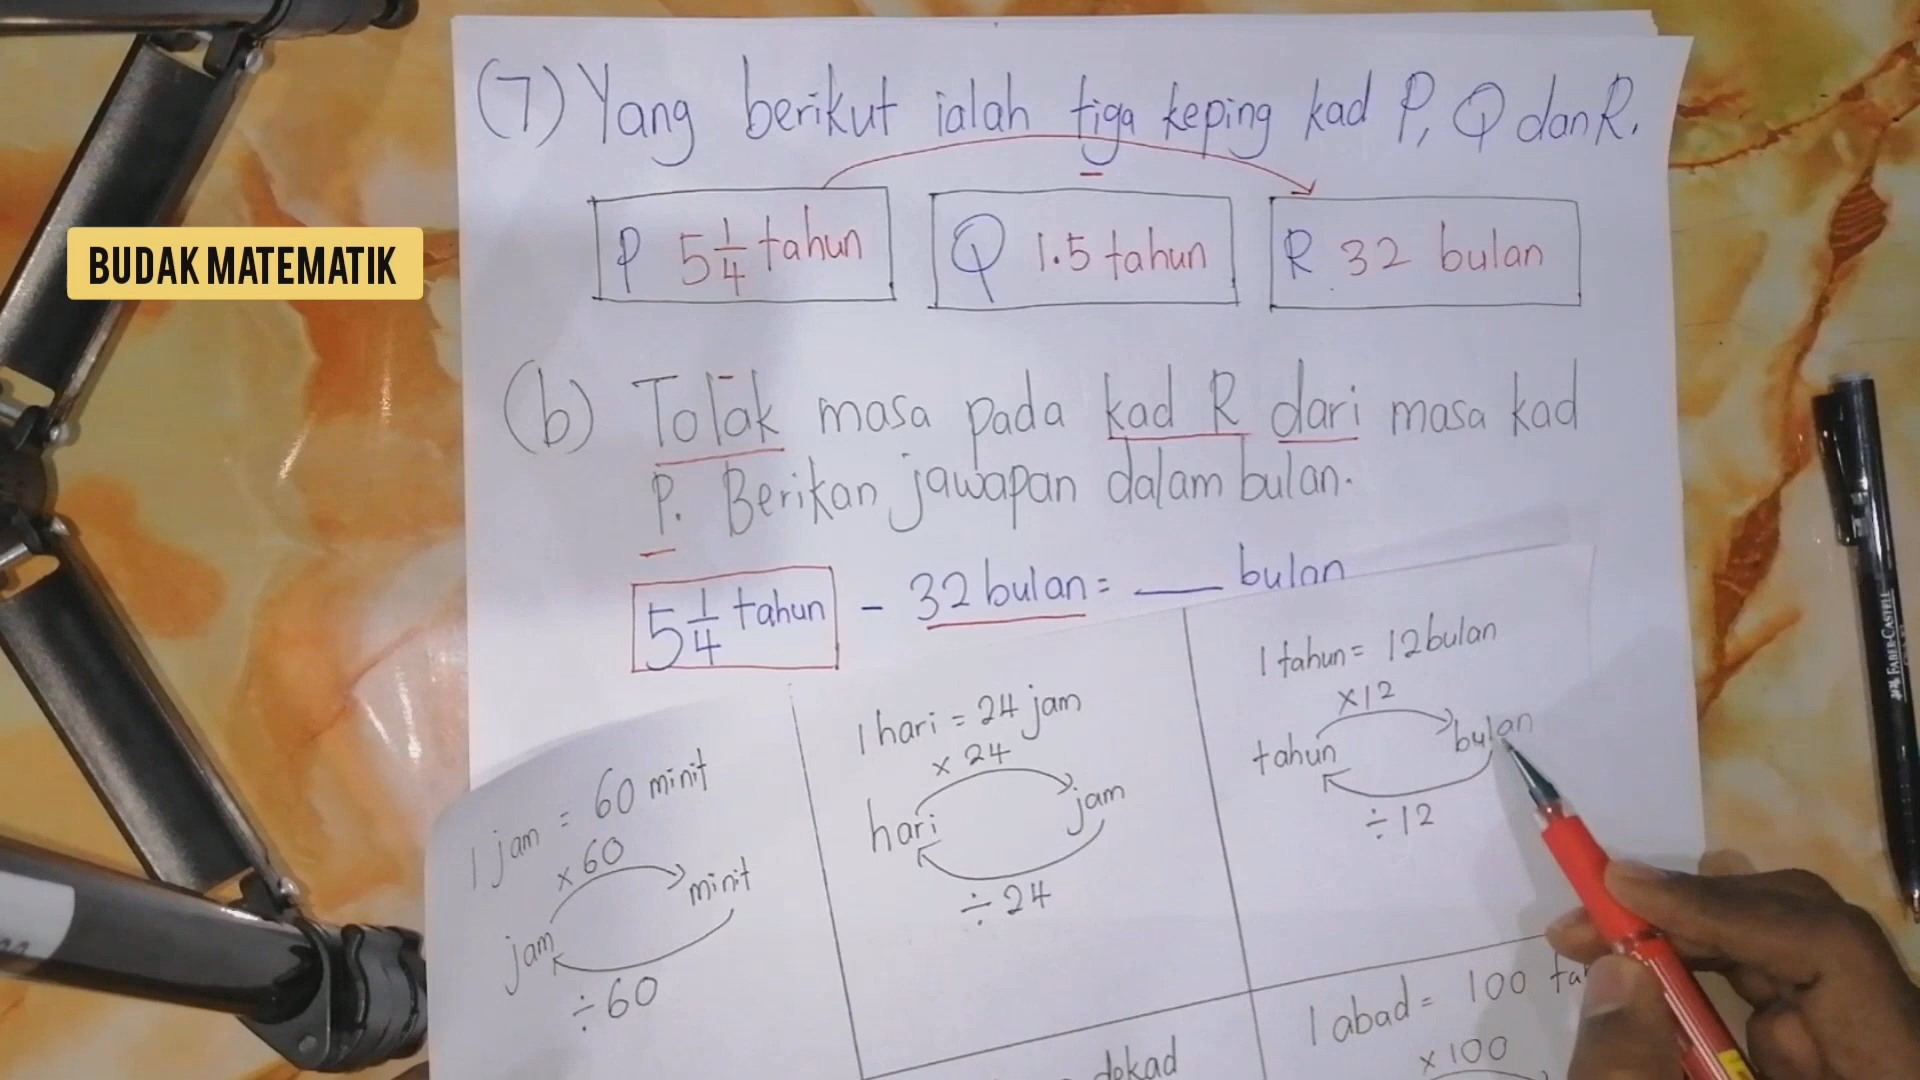 (7) Yang berikut ialah tiga keping kad P, Q dan R.
P 5 1/4 tahun
Q 1.5 tahun
R 32 bulan
BUDAK MATEMATIK
(b) Tolak masa pada kad R dari masa kad
P. Berikan jawapan dalam bulan.
5 1/4 tahun - 32 bulan = ___ bulan
1 jam = 60 minit
× 60
jam minit
÷ 60
1 hari = 24 jam
× 24
hari jam
÷ 24
1 tahun = 12 bulan
×12
tahun bulan
÷12
dekad
1 abad = 100
×100
FABER-CASTELL